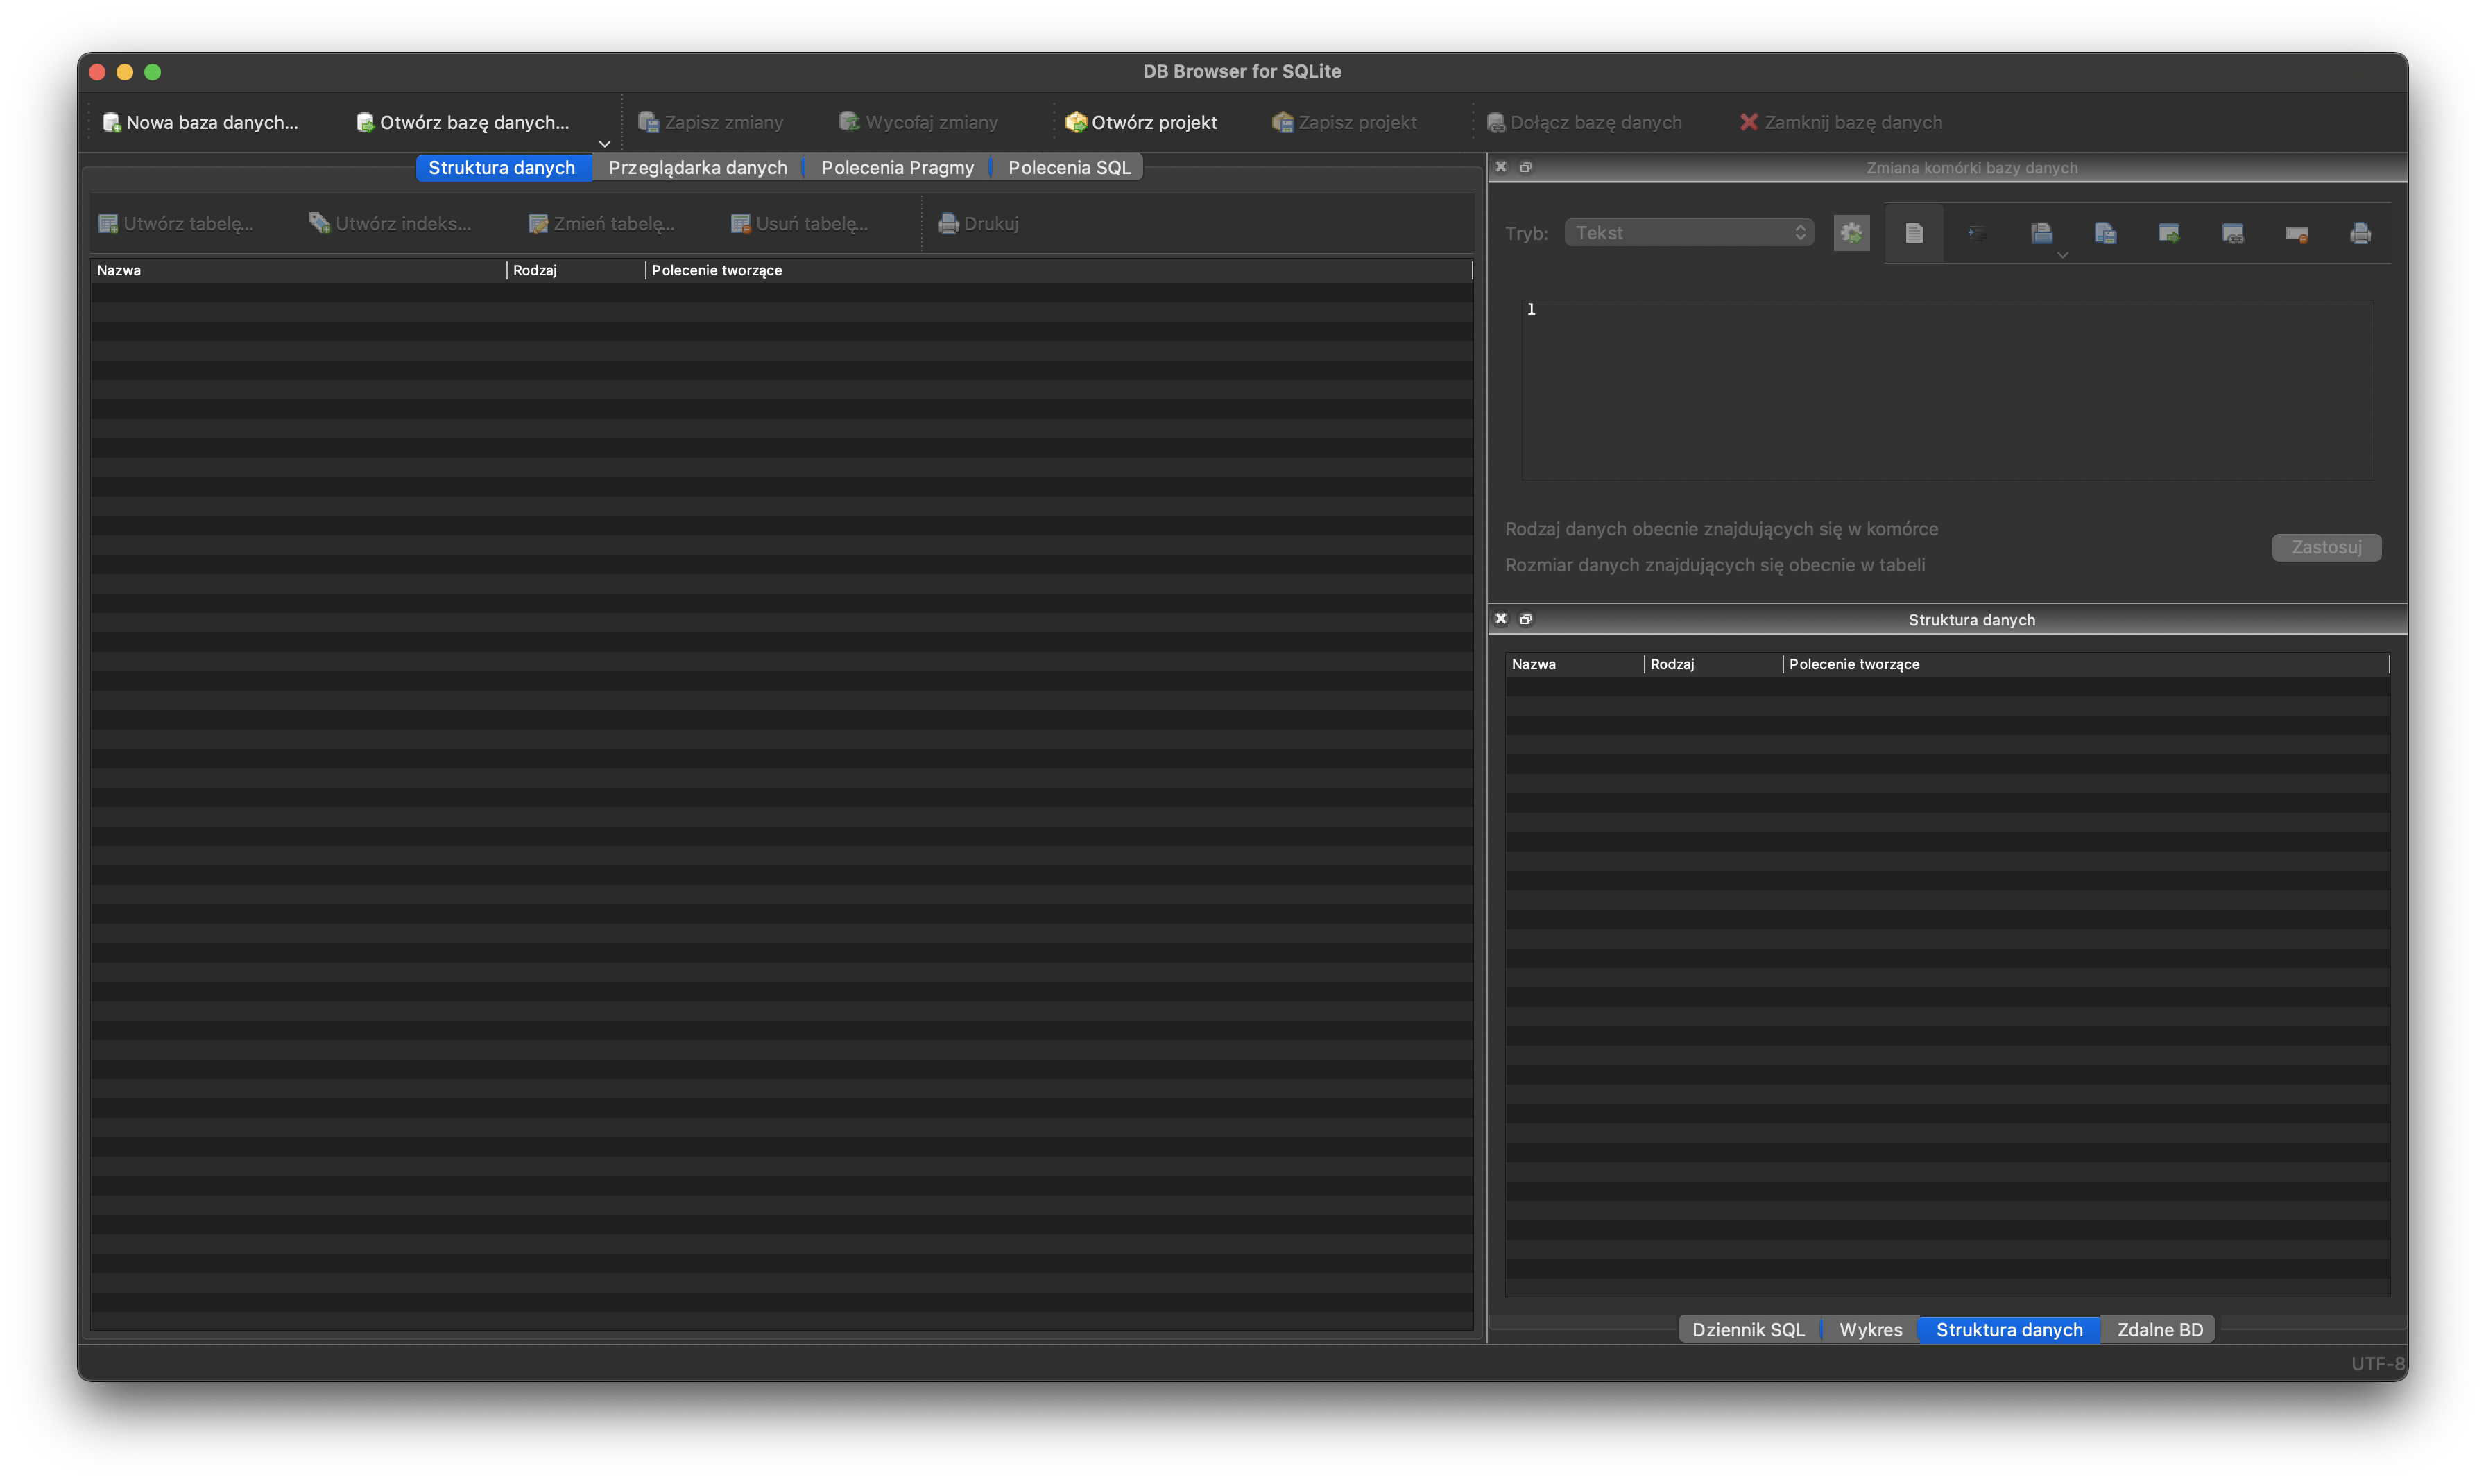 DB Browser for SQLite
Nowa baza danych... Otwórz bazę danych... Zapisz zmiany Wycofaj zmiany Otwórz projekt Zapisz projekt Dołącz bazę danych Zamknij bazę danych
Struktura danych Przeglądarka danych Polecenia Pragmy Polecenia SQL
Utwórz tabelę... Utwórz indeks... Zmień tabelę... Usuń tabelę... Drukuj
Nazwa Rodzaj Polecenie tworzące
Zmiana komórki bazy danych
Tryb: Tekst
1
Rodzaj danych obecnie znajdujących się w komórce
Rozmiar danych znajdujących się obecnie w tabeli
Zastosuj
Struktura danych
Nazwa Rodzaj Polecenie tworzące
Dziennik SQL Wykres Struktura danych Zdalne BD
UTF-8